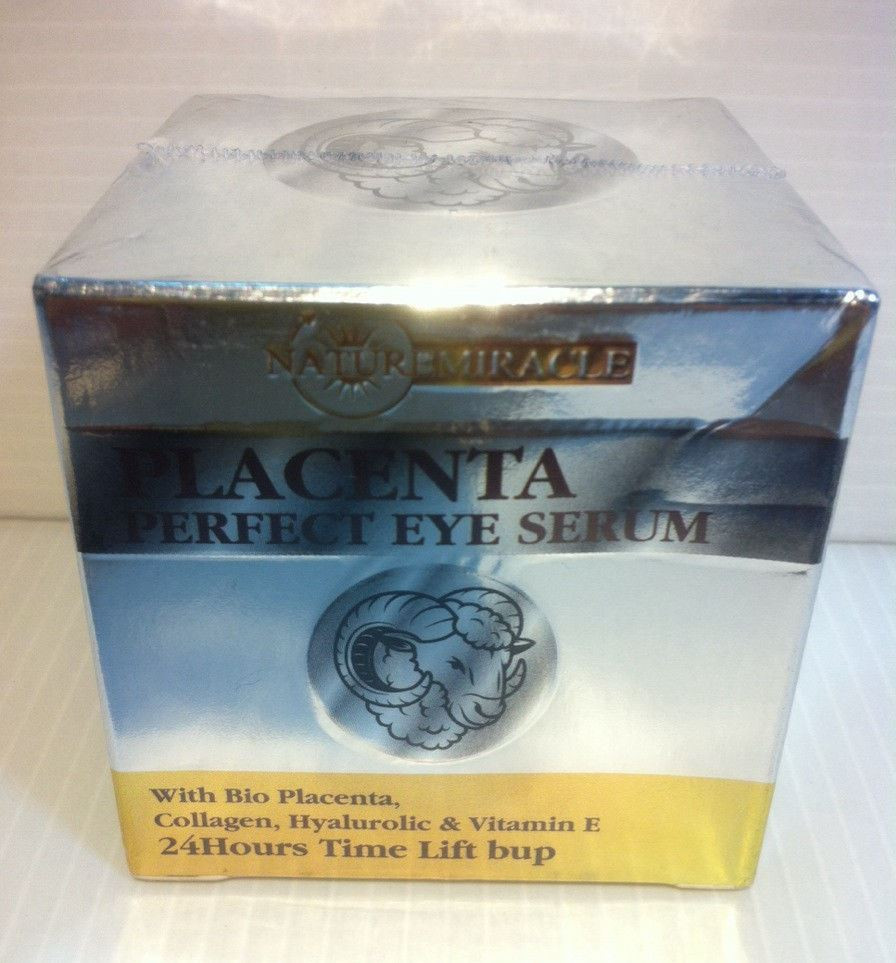 NATUREMIRACLE
PLACENTA
PERFECT EYE SERUM
With Bio Placenta,
Collagen, Hyalurolic & Vitamin E
24Hours Time Lift bup